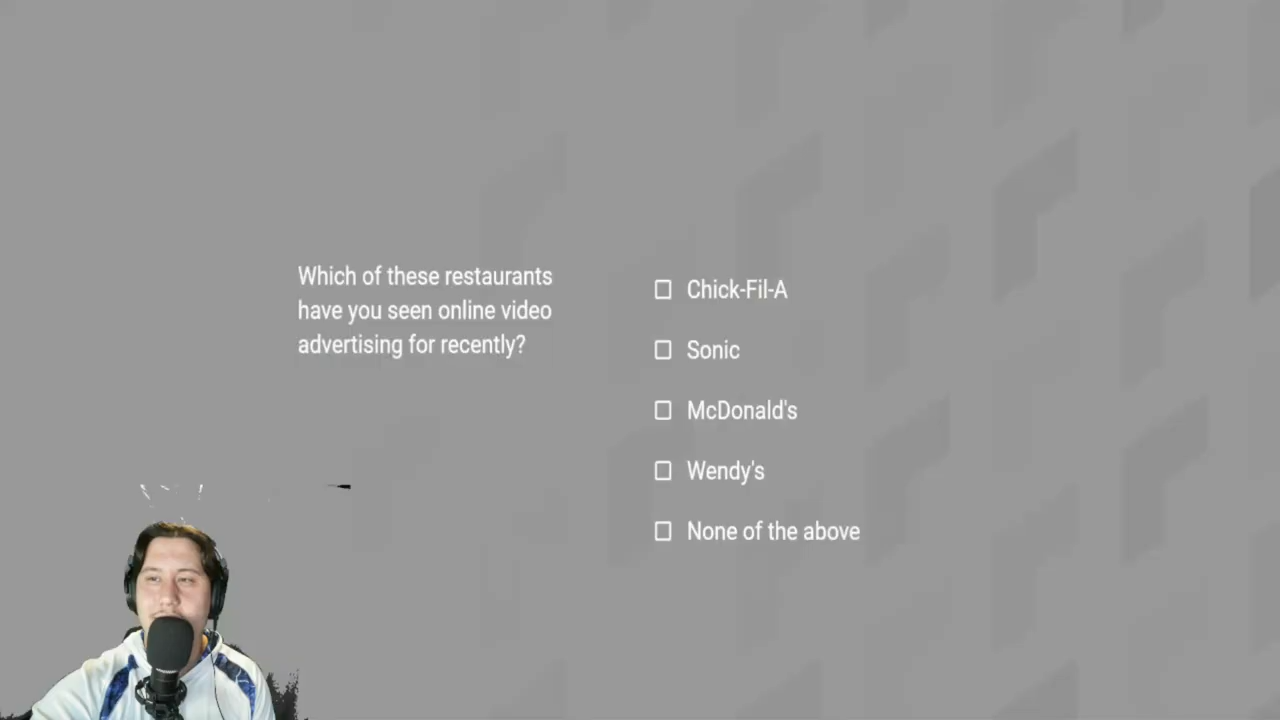 Which of these restaurants
have you seen online video
advertising for recently?
Chick-Fil-A
Sonic
McDonald's
Wendy's
None of the above